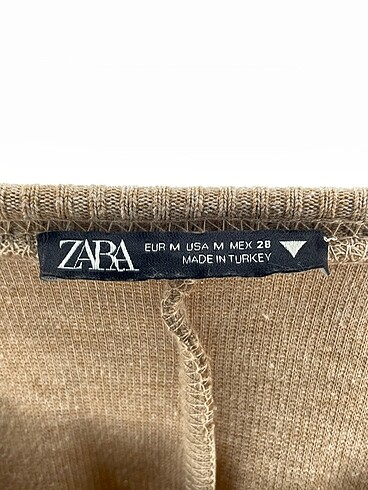 ZARA
EUR M USA M MEX 28
MADE IN TURKEY